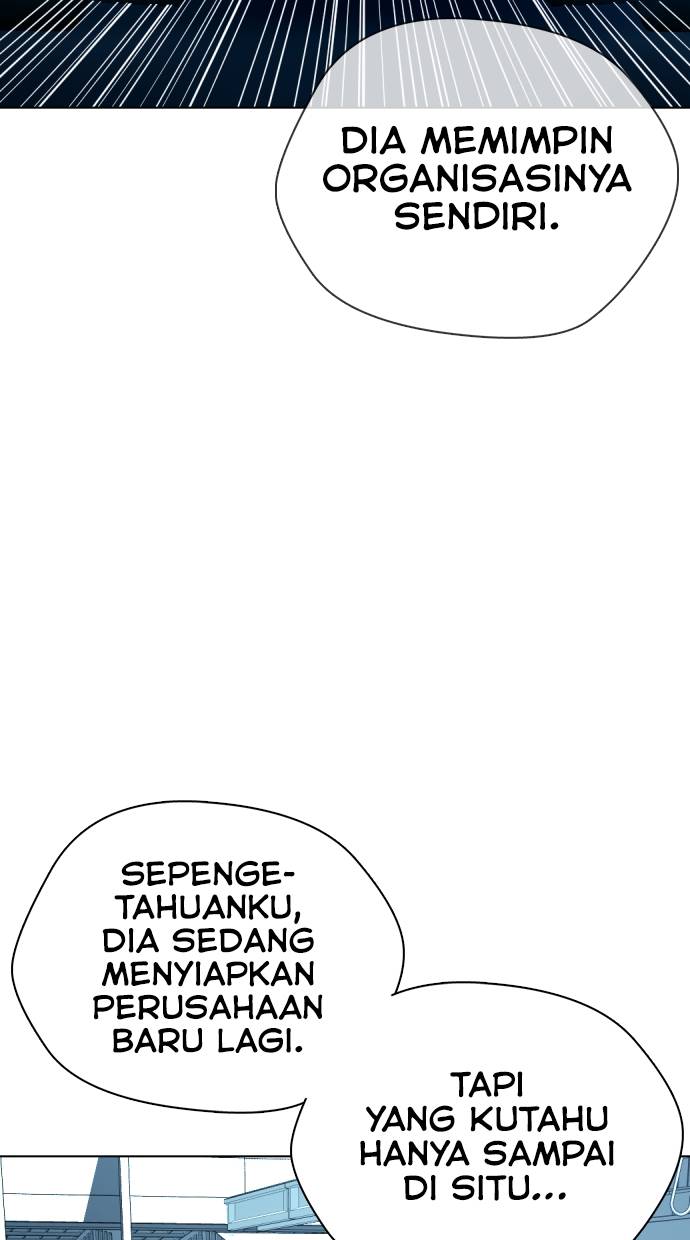 DIA MEMIMPIN
ORGANISASINYA
SENDIRI.
SEPENGE-
TAHUANKU,
DIA SEDANG
MENYIAPKAN
PERUSAHAAN
BARU LAGI.
TAPI
YANG KUTAHU
HANYA SAMPAI
DI SITU...